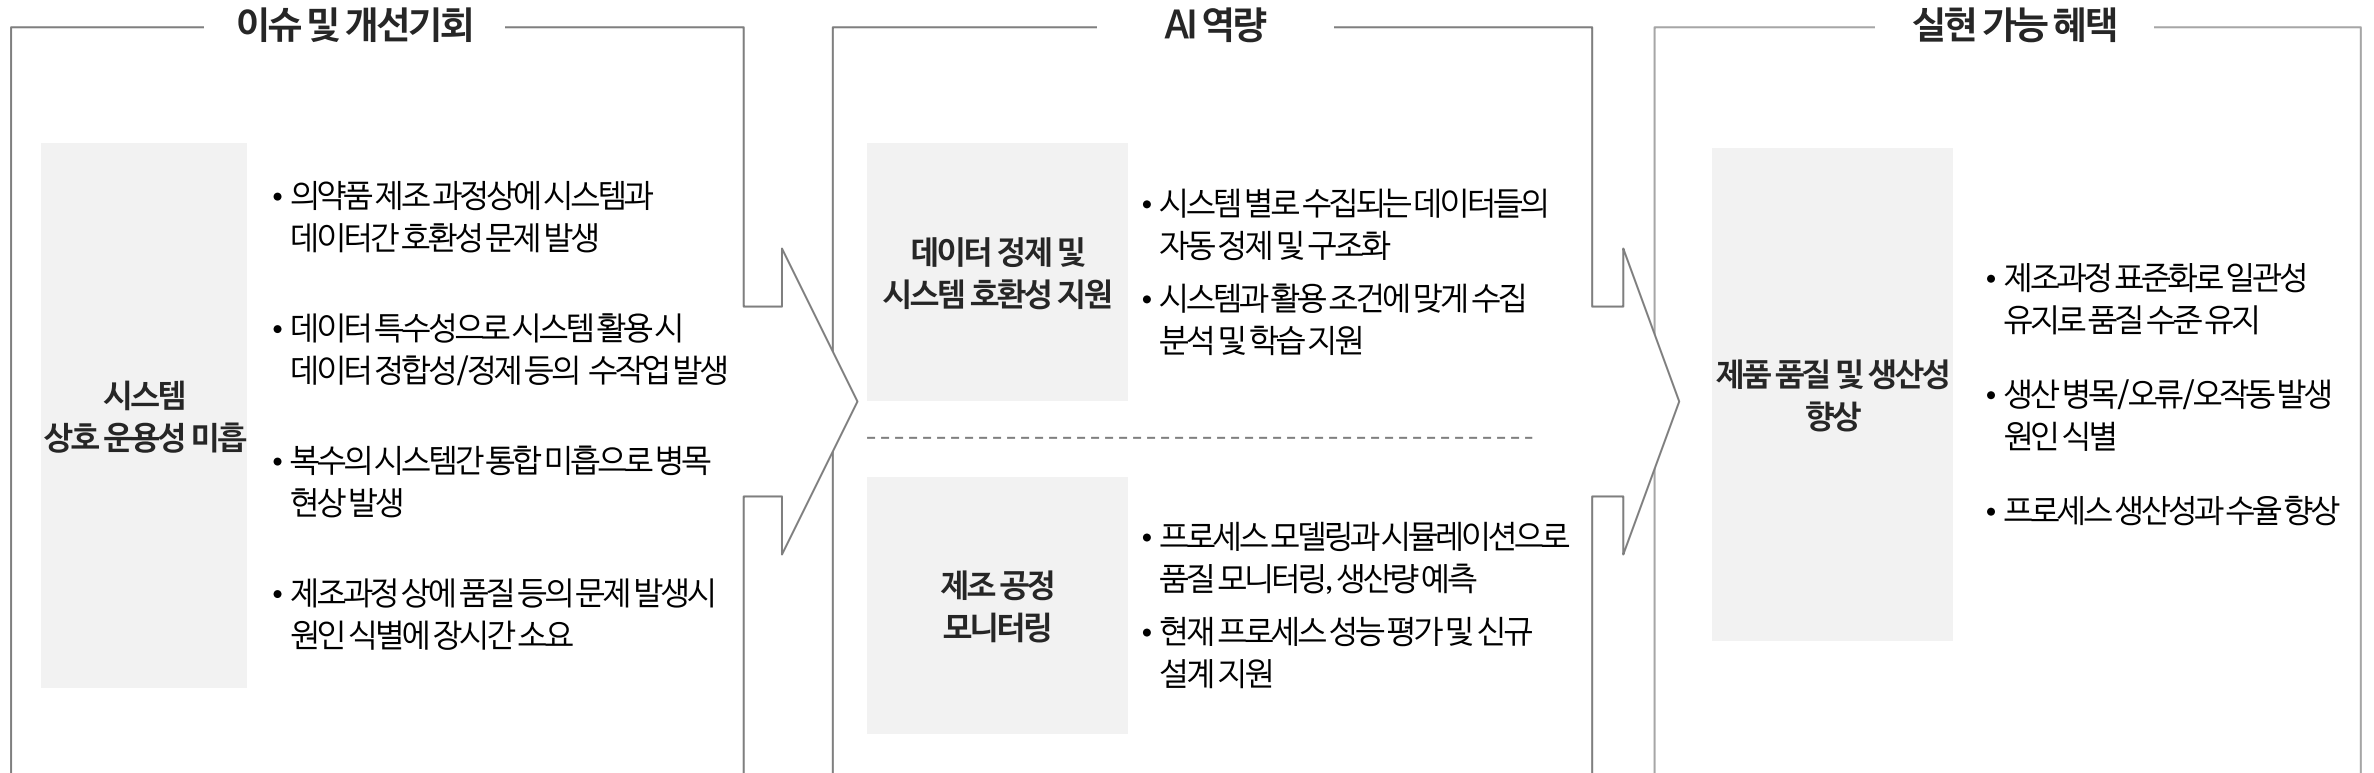 이슈 및 개선기회
시스템
상호 운용성 미흡
• 의약품 제조 과정상에 시스템과
데이터간 호환성 문제 발생
• 데이터 특수성으로 시스템 활용 시
데이터 정합성/정제 등의 수작업 발생
• 복수의 시스템간 통합 미흡으로 병목
현상 발생
• 제조과정 상에 품질 등의 문제 발생시
원인 식별에 장시간 소요
AI 역량
데이터 정제 및
시스템 호환성 지원
• 시스템 별로 수집되는 데이터들의
자동 정제 및 구조화
• 시스템과 활용 조건에 맞게 수집
분석 및 학습 지원
제조 공정
모니터링
• 프로세스 모델링과 시뮬레이션으로
품질 모니터링, 생산량 예측
• 현재 프로세스 성능 평가 및 신규
설계 지원
실현 가능 혜택
제품 품질 및 생산성
향상
• 제조과정 표준화로 일관성
유지로 품질 수준 유지
• 생산 병목/오류/오작동 발생
원인 식별
• 프로세스 생산성과 수율 향상